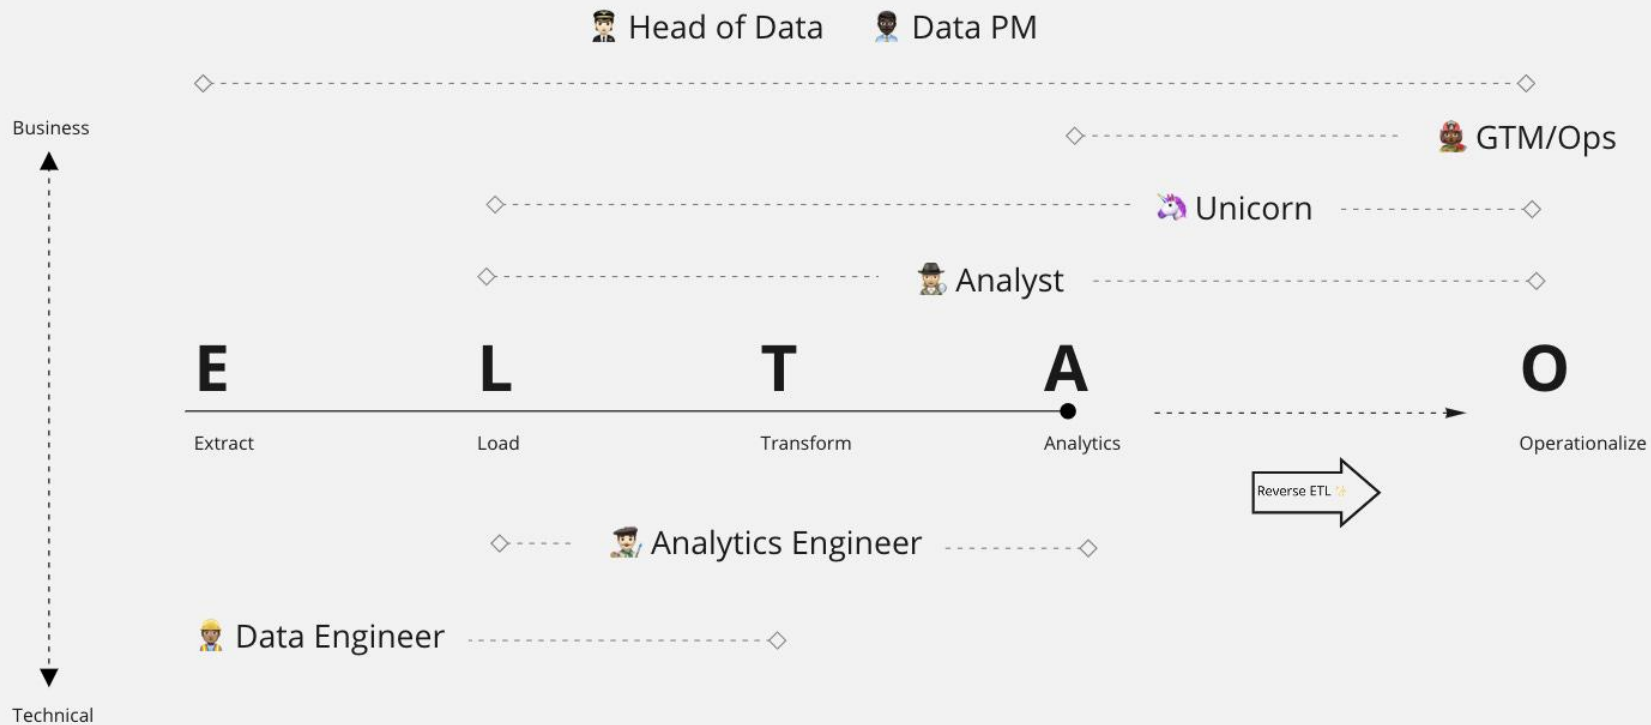 Head of Data
Data PM
Business
GTM/Ops
Unicorn
Analyst
E L T A O
Extract Load Transform Analytics Operationalize
Reverse ETL ✨
Analytics Engineer
Data Engineer
Technical